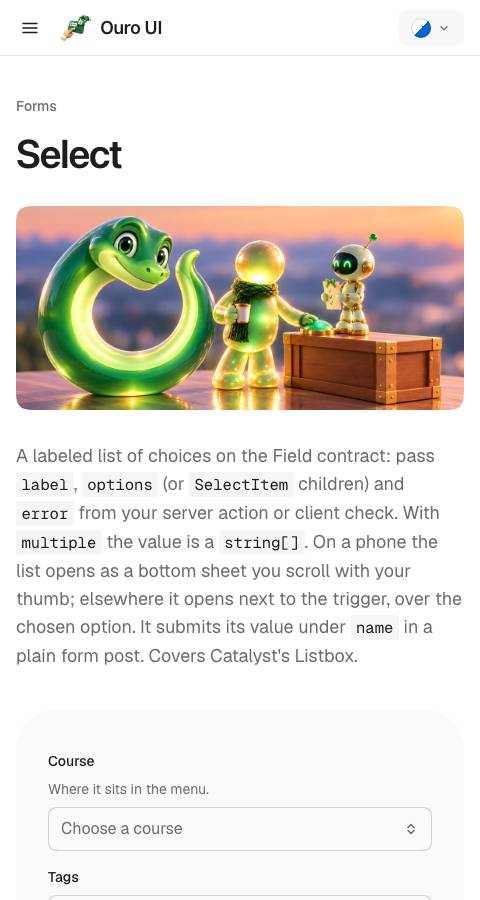 Ouro UI
Forms
Select
A labeled list of choices on the Field contract: pass
label, options (or SelectItem children) and
error from your server action or client check. With
multiple the value is a string[]. On a phone the
list opens as a bottom sheet you scroll with your
thumb; elsewhere it opens next to the trigger, over the
chosen option. It submits its value under name in a
plain form post. Covers Catalyst's Listbox.
Course
Where it sits in the menu.
Choose a course
Tags